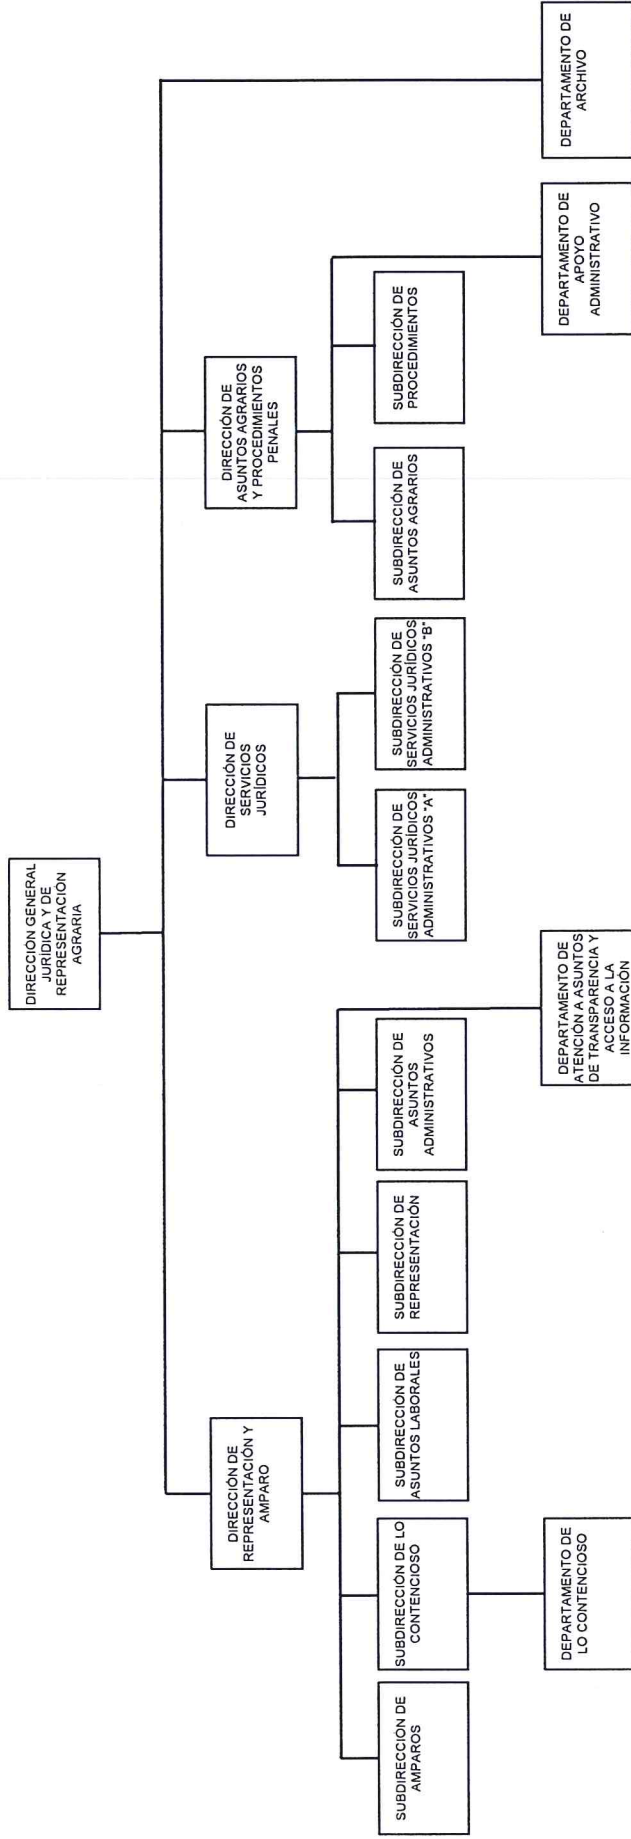 DIRECCIÓN GENERAL
JURÍDICA Y DE
REPRESENTACIÓN
AGRARIA
DIRECCIÓN DE
REPRESENTACIÓN Y
AMPARO
DIRECCIÓN DE
SERVICIOS
JURÍDICOS
DIRECCIÓN DE
ASUNTOS AGRARIOS
Y PROCEDIMIENTOS
PENALES
SUBDIRECCIÓN DE
AMPAROS
SUBDIRECCIÓN DE LO
CONTENCIOSO
SUBDIRECCIÓN DE
ASUNTOS LABORALES
SUBDIRECCIÓN DE
REPRESENTACIÓN
SUBDIRECCIÓN DE
ASUNTOS
ADMINISTRATIVOS
SUBDIRECCIÓN DE
SERVICIOS JURÍDICOS
ADMINISTRATIVOS "A"
SUBDIRECCIÓN DE
SERVICIOS JURÍDICOS
ADMINISTRATIVOS "B"
SUBDIRECCIÓN DE
ASUNTOS AGRARIOS
SUBDIRECCIÓN DE
PROCEDIMIENTOS
DEPARTAMENTO DE
LO CONTENCIOSO
DEPARTAMENTO DE
ATENCIÓN A ASUNTOS
DE TRANSPARENCIA Y
ACCESO A LA
INFORMACIÓN
DEPARTAMENTO DE
APOYO
ADMINISTRATIVO
DEPARTAMENTO DE
ARCHIVO